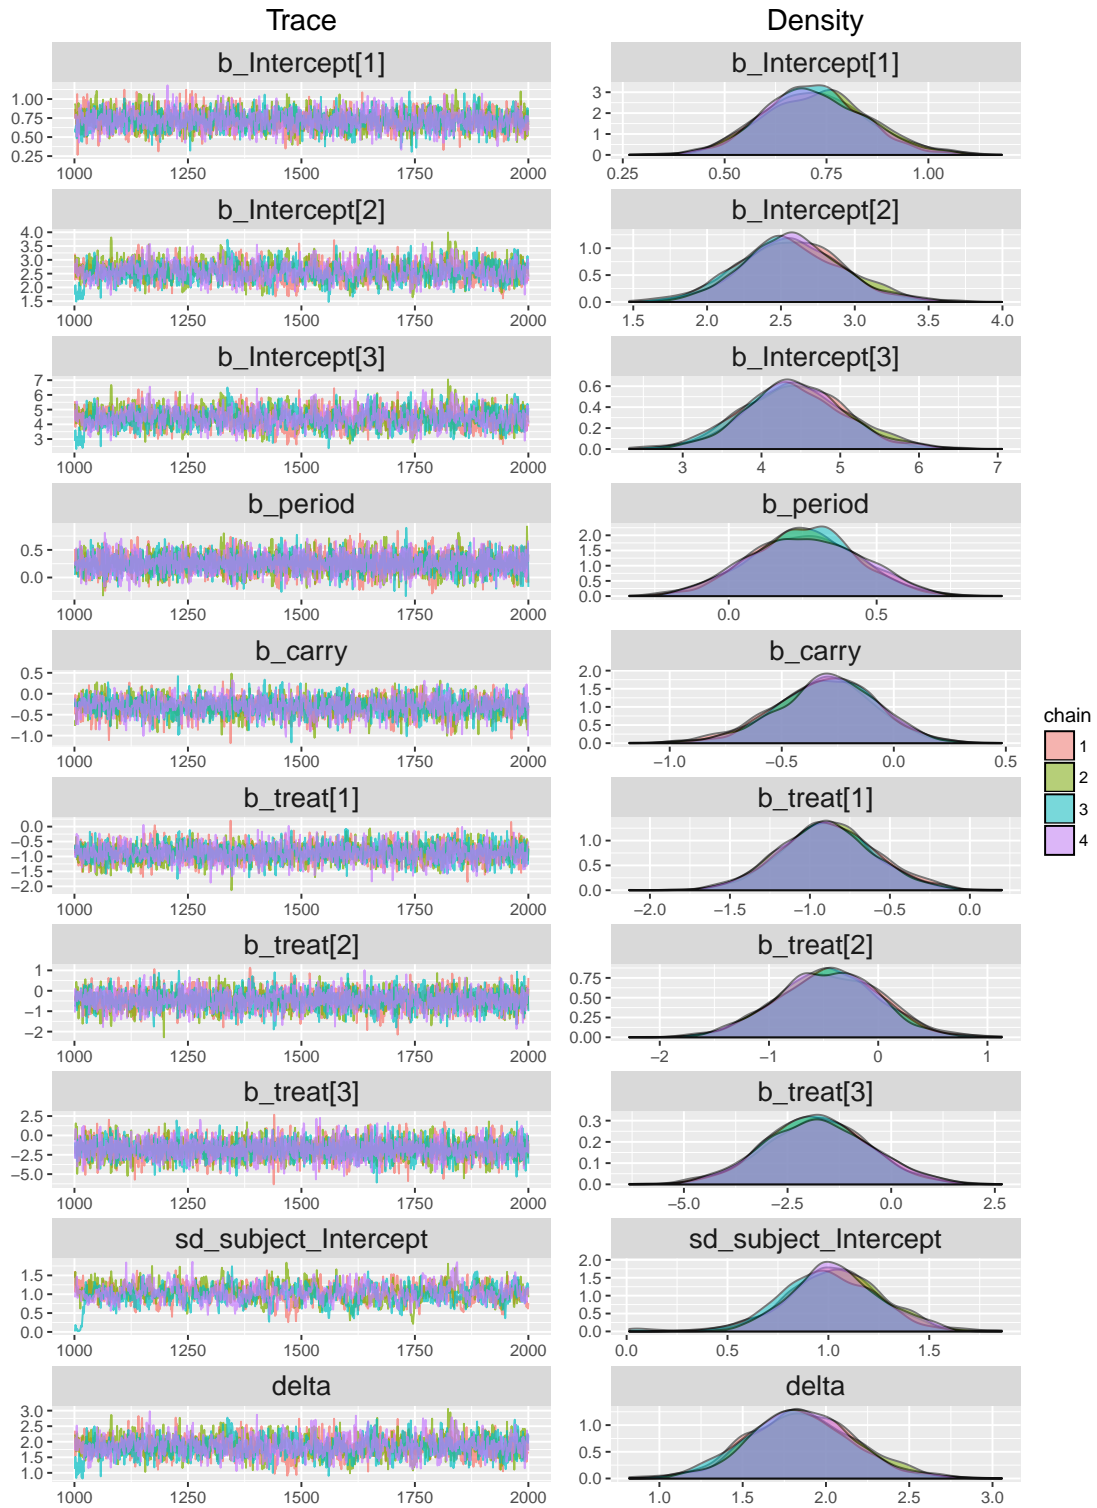 Trace Density
b_Intercept[1] b_Intercept[1]
1.00
0.75
0.50
0.25
1000 1250 1500 1750 2000
3
2
1
0
0.25 0.50 0.75 1.00
b_Intercept[2] b_Intercept[2]
4.0
3.5
3.0
2.5
2.0
1.5
1000 1250 1500 1750 2000
1.0
0.5
0.0
1.5 2.0 2.5 3.0 3.5 4.0
b_Intercept[3] b_Intercept[3]
7
6
5
4
3
1000 1250 1500 1750 2000
0.6
0.4
0.2
0.0
3 4 5 6 7
b_period b_period
0.5
0.0
1000 1250 1500 1750 2000
2.0
1.5
1.0
0.5
0.0
0.0 0.5
b_carry b_carry
0.5
0.0
−0.5
−1.0
1000 1250 1500 1750 2000
2.0
1.5
1.0
0.5
0.0
−1.0 −0.5 0.0 0.5
chain
1
2
3
4
b_treat[1] b_treat[1]
0.0
−0.5
−1.0
−1.5
−2.0
1000 1250 1500 1750 2000
1.0
0.5
0.0
−2.0 −1.5 −1.0 −0.5 0.0
b_treat[2] b_treat[2]
1
0
−1
−2
1000 1250 1500 1750 2000
0.75
0.50
0.25
0.00
−2 −1 0 1
b_treat[3] b_treat[3]
2.5
0.0
−2.5
−5.0
1000 1250 1500 1750 2000
0.3
0.2
0.1
0.0
−5.0 −2.5 0.0 2.5
sd_subject_Intercept sd_subject_Intercept
1.5
1.0
0.5
0.0
1000 1250 1500 1750 2000
2.0
1.5
1.0
0.5
0.0
0.0 0.5 1.0 1.5
delta delta
3.0
2.5
2.0
1.5
1.0
1000 1250 1500 1750 2000
1.0
0.5
0.0
1.0 1.5 2.0 2.5 3.0